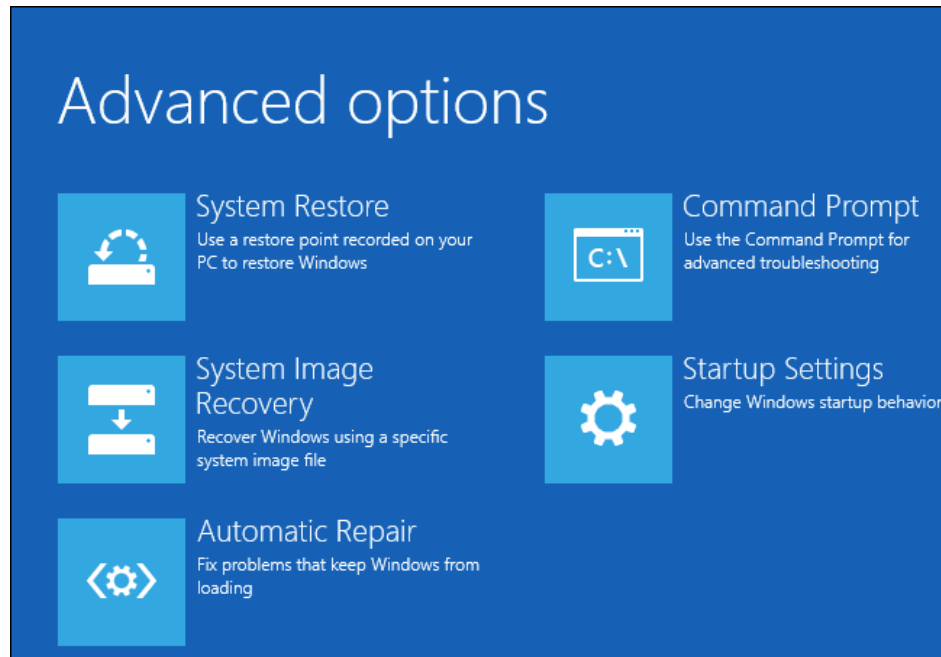 Advanced options
System Restore
Use a restore point recorded on your
PC to restore Windows
System Image
Recovery
Recover Windows using a specific
system image file
Automatic Repair
Fix problems that keep Windows from
loading
Command Prompt
Use the Command Prompt for
advanced troubleshooting
C:\
Startup Settings
Change Windows startup behavior